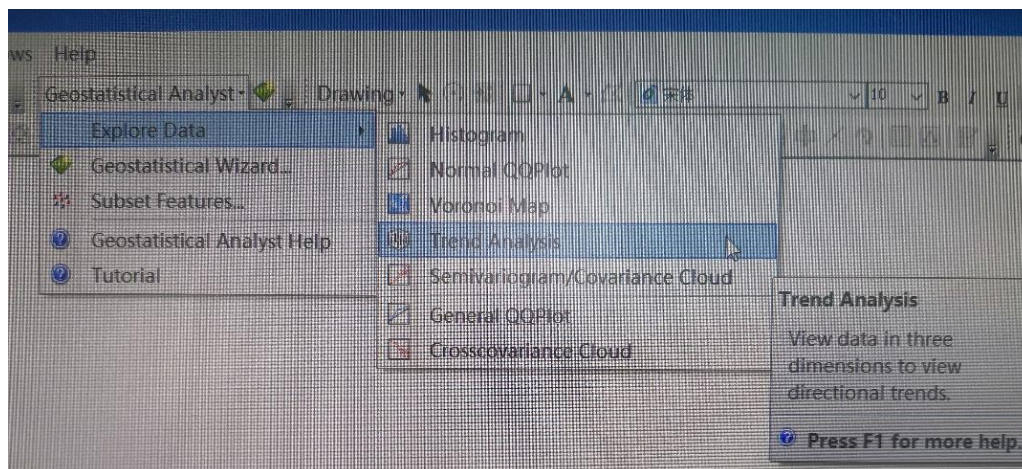 ws Help
Geostatistical Analyst Drawing A 宋体 10 B I U
Explore Data
Geostatistical Wizard...
Subset Features...
Geostatistical Analyst Help
Tutorial
Histogram
Normal QQPlot
Voronoi Map
Trend Analysis
Semivariogram/Covariance Cloud
General QQPlot
Crosscovariance Cloud
Trend Analysis
View data in three
dimensions to view
directional trends.
Press F1 for more help.